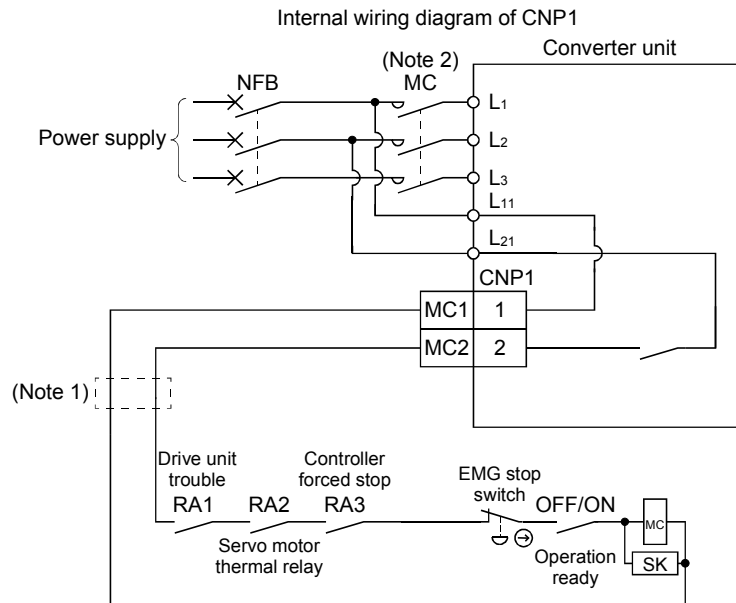 Internal wiring diagram of CNP1
Converter unit
(Note 2)
NFB
MC
L1
Power supply
L2
L3
L11
L21
CNP1
MC1 1
MC2 2
(Note 1)
Drive unit
trouble
Controller
forced stop
EMG stop
switch
RA1
RA2
RA3
OFF/ON
MC
Servo motor
thermal relay
Operation
ready
SK